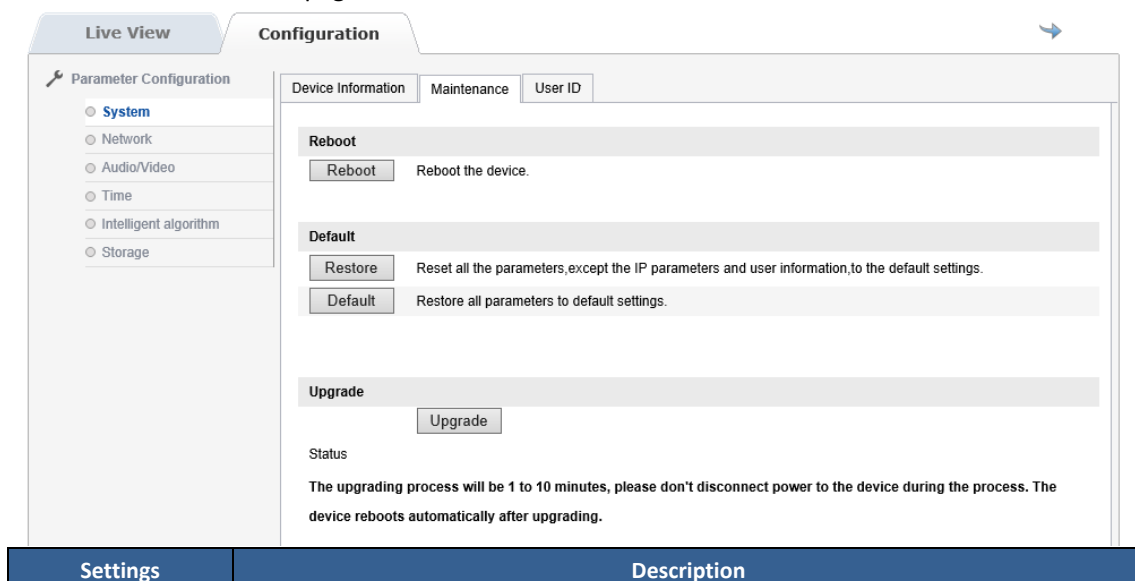 Live View
Configuration
Parameter Configuration
System
Network
Audio/Video
Time
Intelligent algorithm
Storage
Device Information
Maintenance
User ID
Reboot
Reboot
Reboot the device.
Default
Restore
Reset all the parameters,except the IP parameters and user information,to the default settings.
Default
Restore all parameters to default settings.
Upgrade
Upgrade
Status
The upgrading process will be 1 to 10 minutes, please don't disconnect power to the device during the process. The
device reboots automatically after upgrading.
Settings
Description